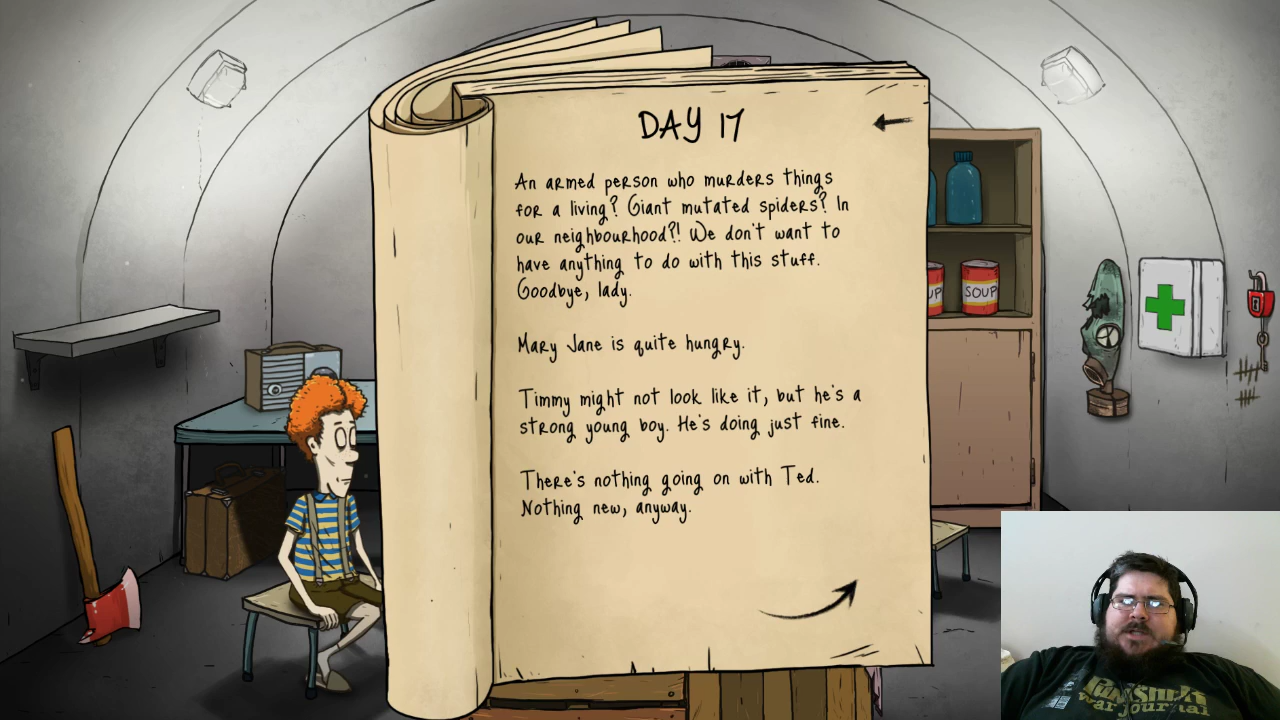 DAY 17
An armed person who murders things
for a living? Giant mutated spiders? In
our neighbourhood?! We don't want to
have anything to do with this stuff.
Goodbye, lady.
Mary Jane is quite hungry.
Timmy might not look like it, but he's a
strong young boy. He's doing just fine.
There's nothing going on with Ted.
Nothing new, anyway.
UP
SOUP
war journal